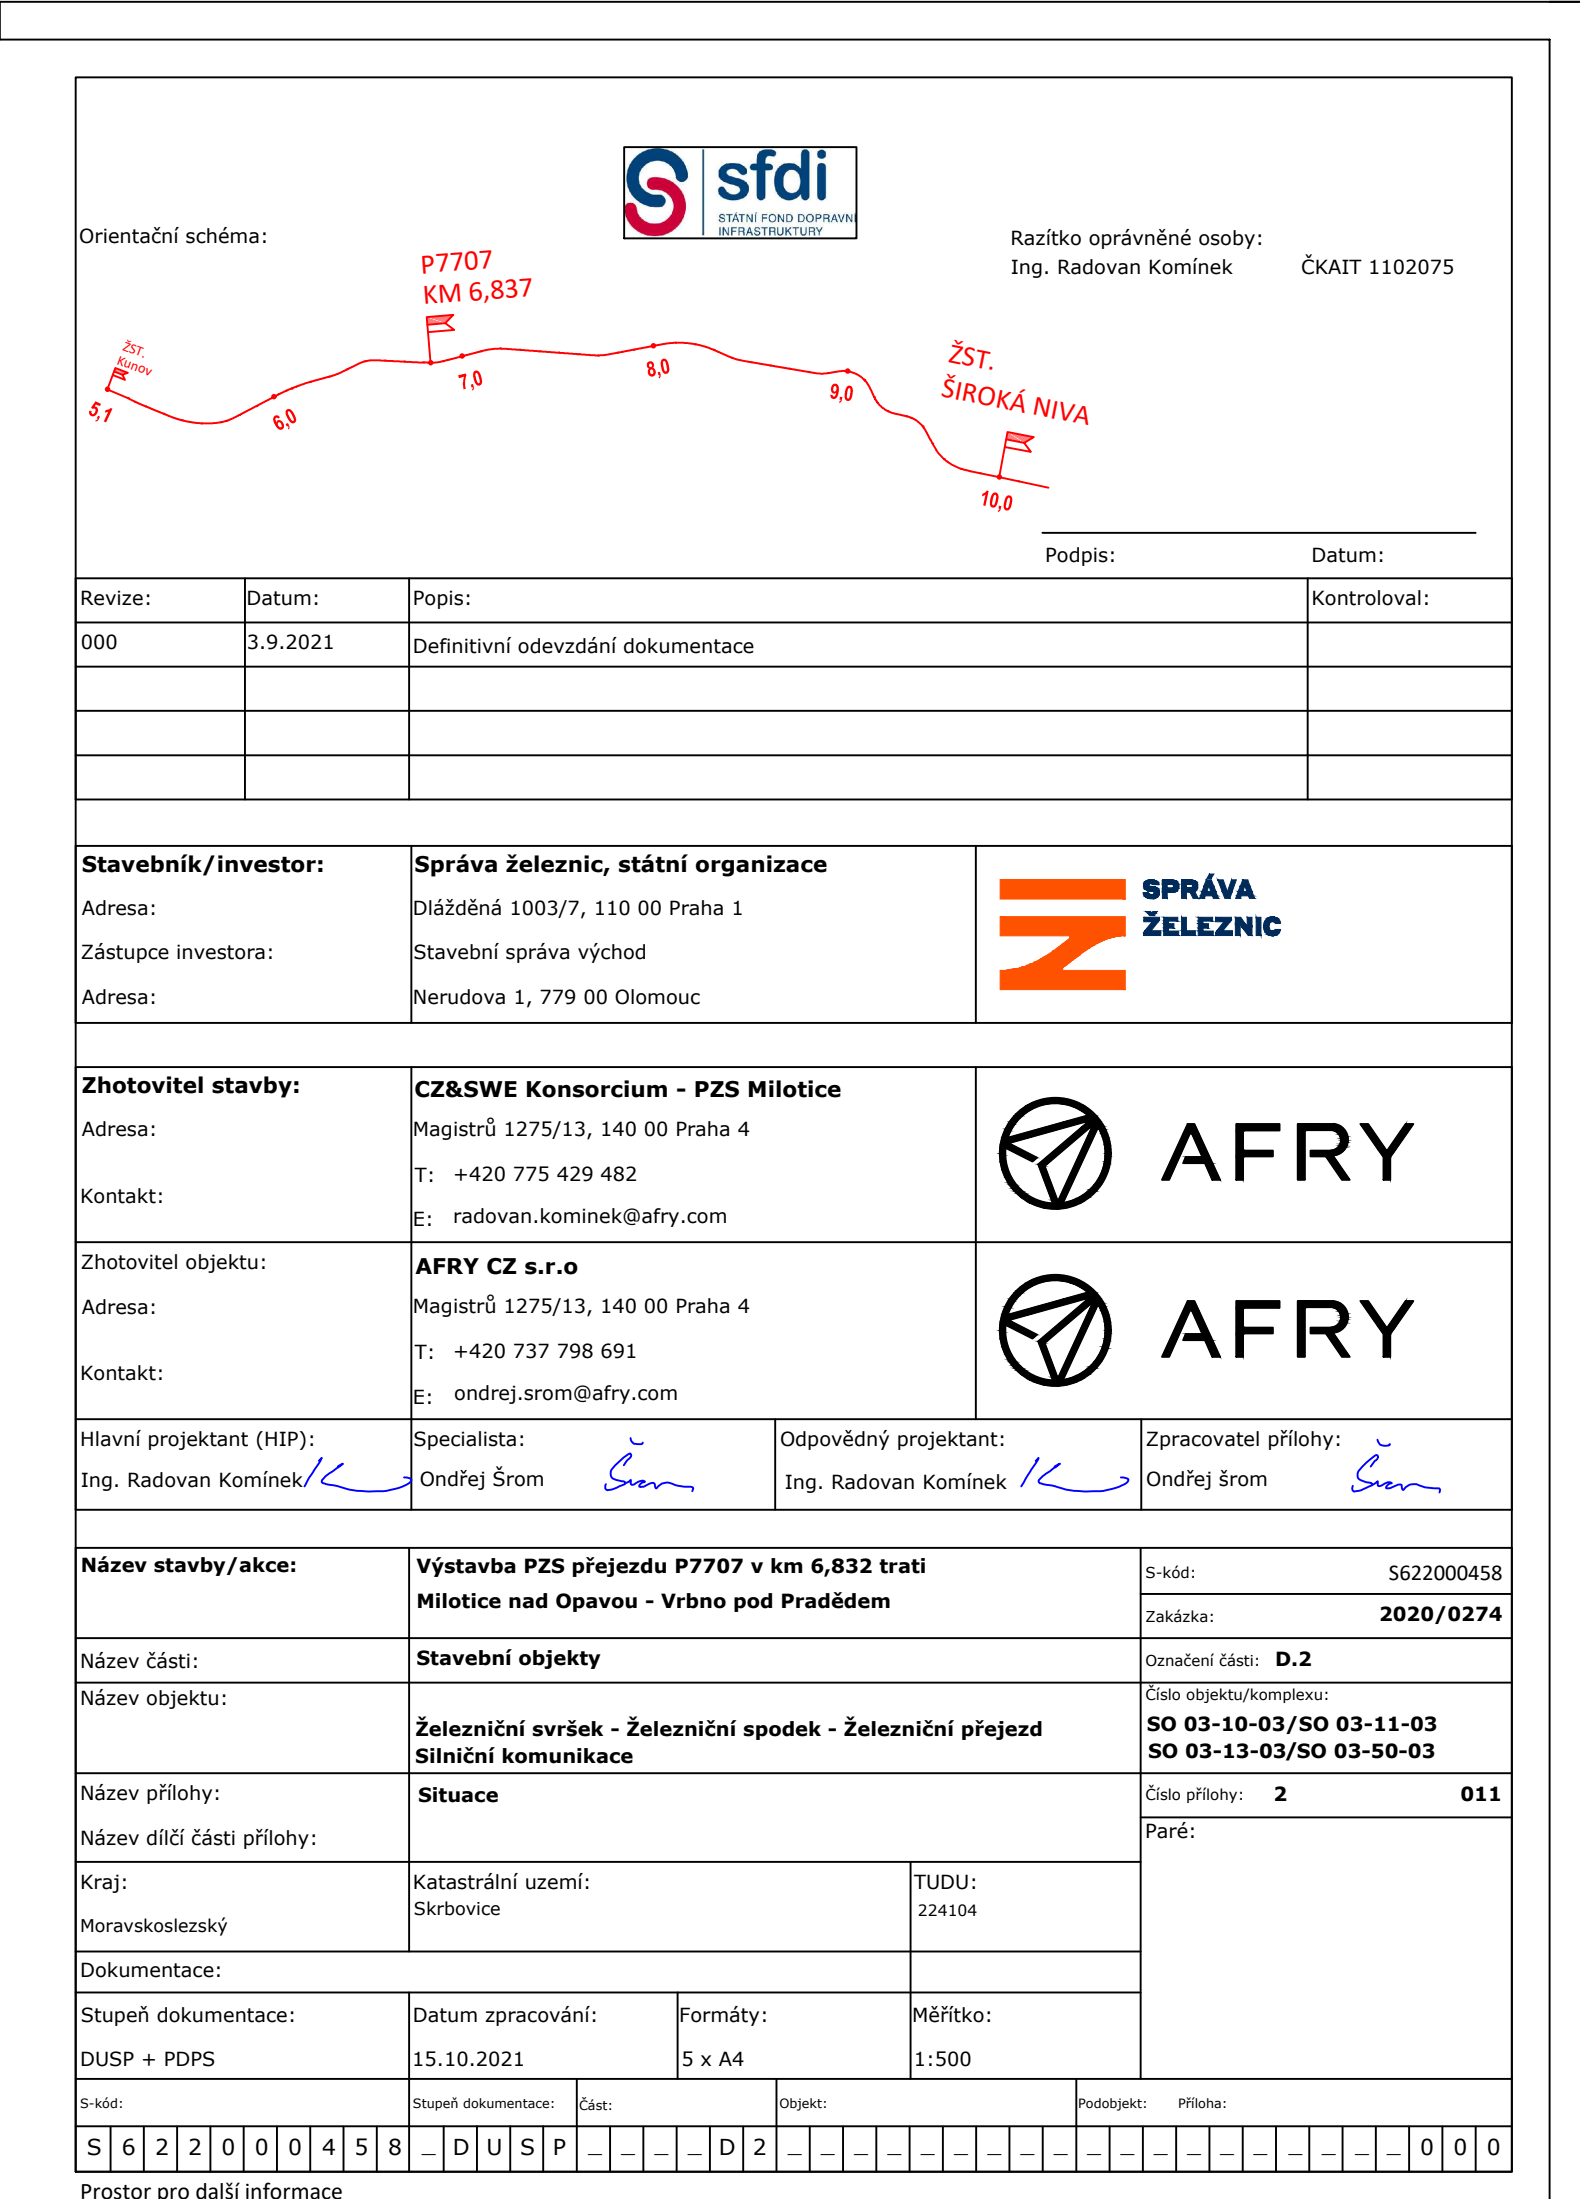 sfdi
STÁTNÍ FOND DOPRAVNÍ
INFRASTRUKTURY
Orientační schéma:
Razítko oprávněné osoby:
Ing. Radovan Komínek ČKAIT 1102075
P7707
KM 6,837
ŽST.
Kunov
5,1
6,0
7,0
8,0
9,0
ŽST.
ŠIROKÁ NIVA
10,0
Podpis: Datum:
Revize: Datum: Popis: Kontroloval:
000 3.9.2021 Definitivní odevzdání dokumentace
Stavebník/investor: Správa železnic, státní organizace
Adresa: Dlážděná 1003/7, 110 00 Praha 1
Zástupce investora: Stavební správa východ
Adresa: Nerudova 1, 779 00 Olomouc
SPRÁVA
ŽELEZNIC
Zhotovitel stavby: CZ&SWE Konsorcium - PZS Milotice
Adresa: Magistrů 1275/13, 140 00 Praha 4
T: +420 775 429 482
Kontakt:
E: radovan.kominek@afry.com
AFRY
Zhotovitel objektu: AFRY CZ s.r.o
Adresa: Magistrů 1275/13, 140 00 Praha 4
T: +420 737 798 691
Kontakt:
E: ondrej.srom@afry.com
AFRY
Hlavní projektant (HIP): Specialista: Odpovědný projektant: Zpracovatel přílohy:
Ing. Radovan Komínek Ondřej Šrom Šrom Ing. Radovan Komínek Ondřej šrom Šrom
Název stavby/akce: Výstavba PZS přejezdu P7707 v km 6,832 trati
Milotice nad Opavou - Vrbno pod Pradědem
S-kód: S622000458
Zakázka: 2020/0274
Název části: Stavební objekty Označení části: D.2
Název objektu: Číslo objektu/komplexu:
Železniční svršek - Železniční spodek - Železniční přejezd SO 03-10-03/SO 03-11-03
Silniční komunikace SO 03-13-03/SO 03-50-03
Název přílohy: Situace Číslo přílohy: 2 011
Název dílčí části přílohy: Paré:
Kraj: Katastrální uzemí: TUDU:
Moravskoslezský Skrbovice 224104
Dokumentace:
Stupeň dokumentace: Datum zpracování: Formáty: Měřítko:
DUSP + PDPS 15.10.2021 5 x A4 1:500
S-kód: Stupeň dokumentace: Část: Objekt: Podobjekt: Příloha:
S 6 2 2 0 0 0 4 5 8 _ D U S P _ _ _ _ D 2 _ _ _ _ _ _ _ _ _ _ _ _ _ _ _ _ _ _ _ 0 0 0
Prostor pro další informace